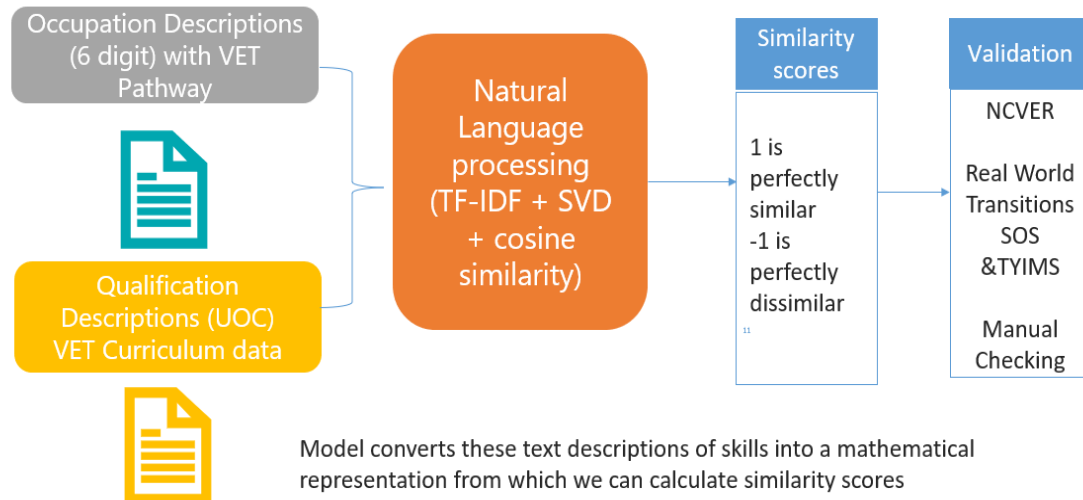 Occupation Descriptions
(6 digit) with VET
Pathway
Qualification
Descriptions (UOC)
VET Curriculum data
Natural
Language
processing
(TF-IDF + SVD
+ cosine
similarity)
Similarity
scores
1 is
perfectly
similar
-1 is
perfectly
dissimilar
11
Validation
NCVER
Real World
Transitions
SOS
&TYIMS
Manual
Checking
Model converts these text descriptions of skills into a mathematical
representation from which we can calculate similarity scores